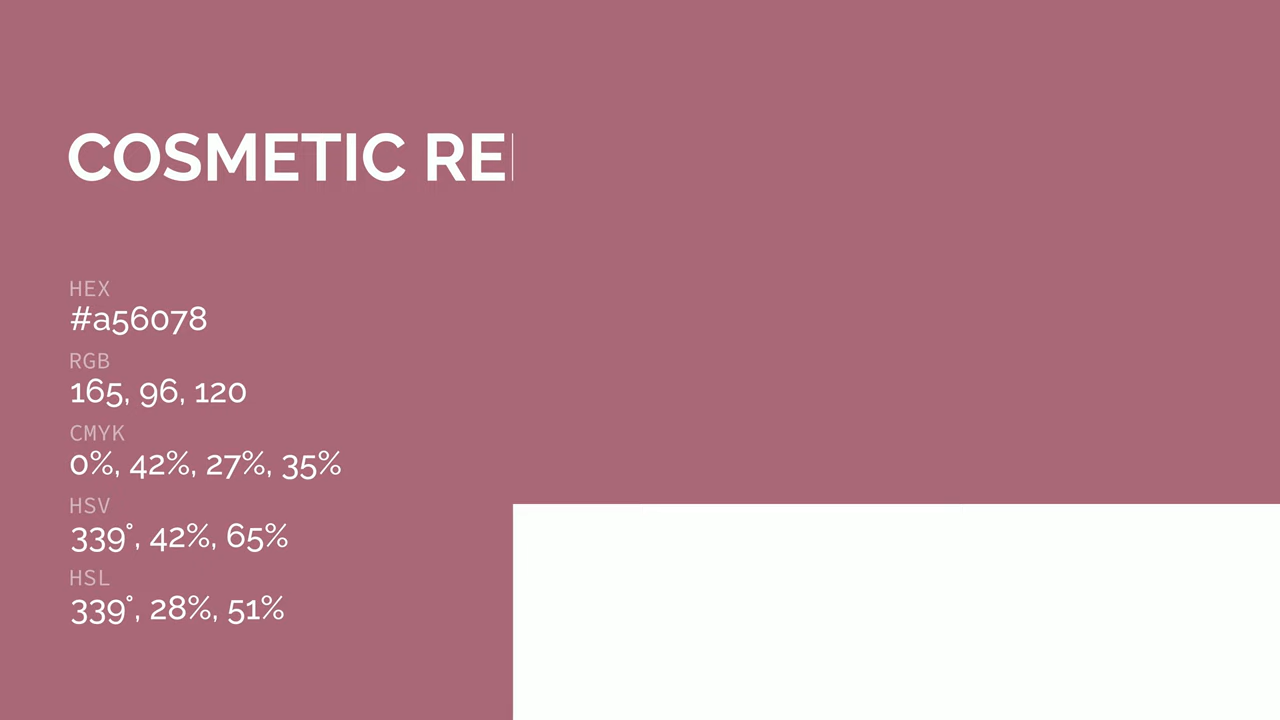 COSMETIC RE
HEX
#a56078
RGB
165, 96, 120
CMYK
0%, 42%, 27%, 35%
HSV
339°, 42%, 65%
HSL
339°, 28%, 51%